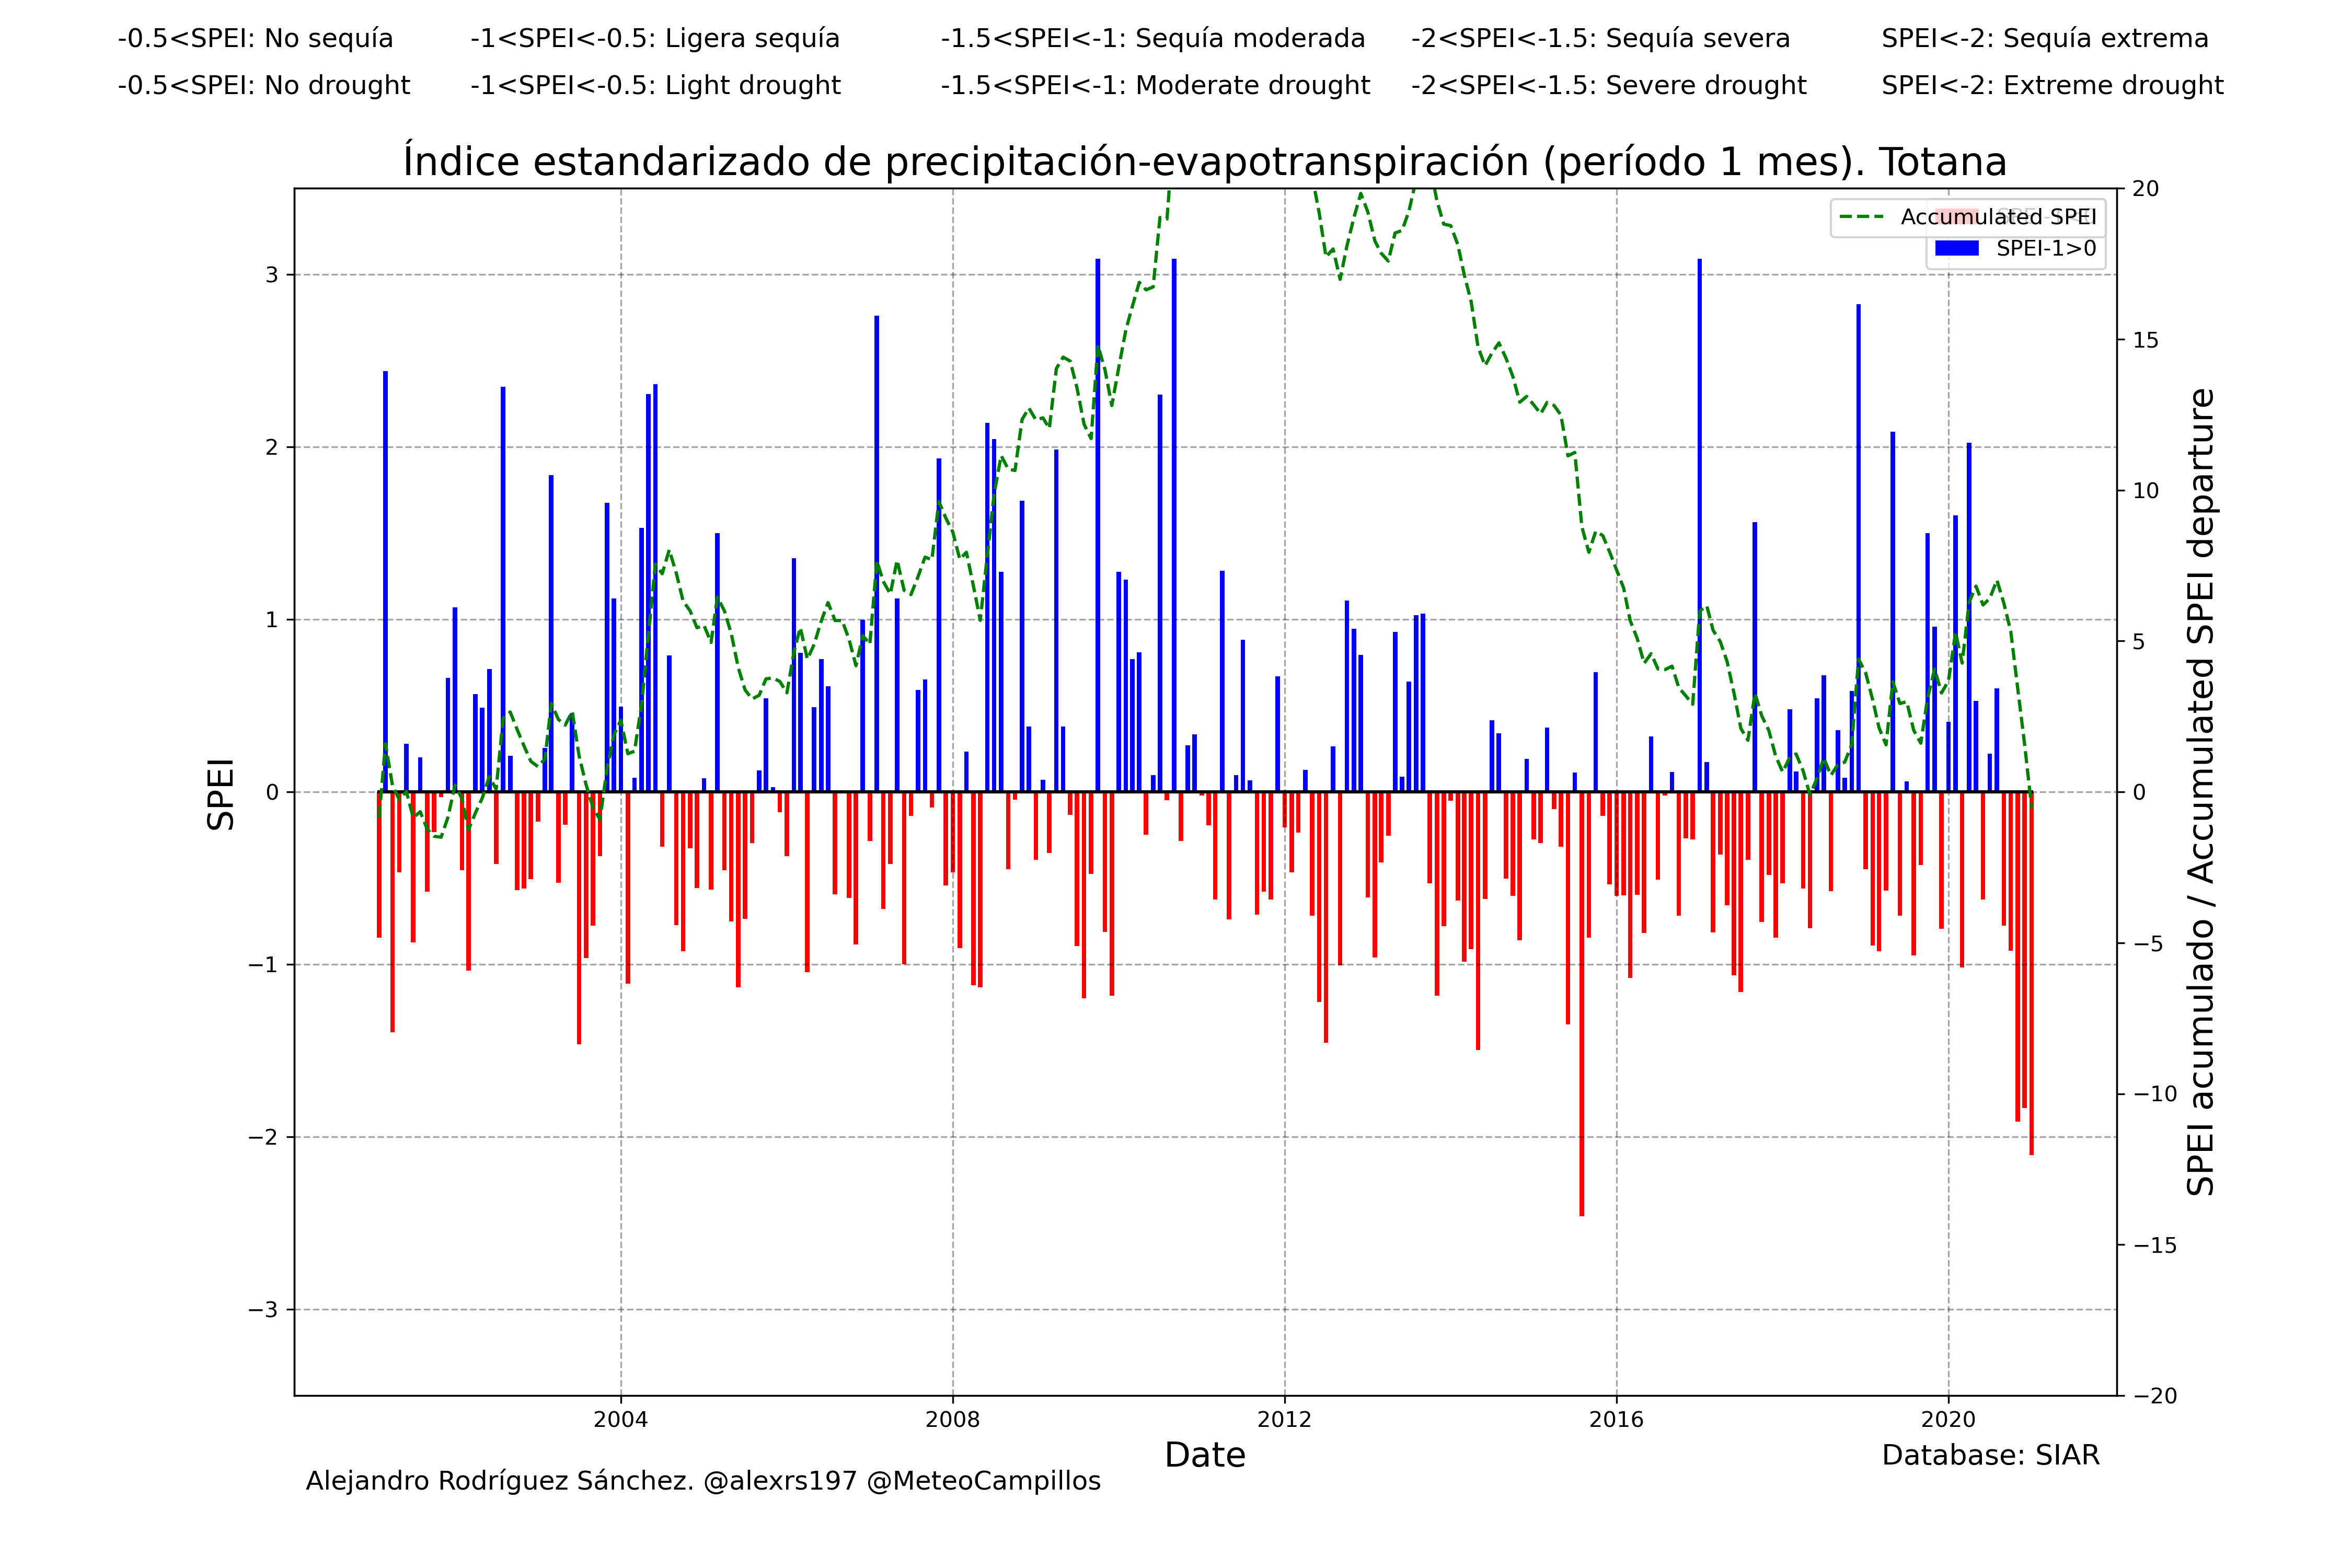 -0.5<SPEI: No sequía -1<SPEI<-0.5: Ligera sequía -1.5<SPEI<-1: Sequía moderada -2<SPEI<-1.5: Sequía severa SPEI<-2: Sequía extrema
-0.5<SPEI: No drought -1<SPEI<-0.5: Light drought -1.5<SPEI<-1: Moderate drought -2<SPEI<-1.5: Severe drought SPEI<-2: Extreme drought
Índice estandarizado de precipitación-evapotranspiración (período 1 mes). Totana
Accumulated SPEI
SPEI-1>0
SPEI
3
2
1
0
−1
−2
−3
20
15
10
5
0
−5
−10
−15
−20
SPEI acumulado / Accumulated SPEI departure
2004 2008 2012 2016 2020
Date
Database: SIAR
Alejandro Rodríguez Sánchez. @alexrs197 @MeteoCampillos